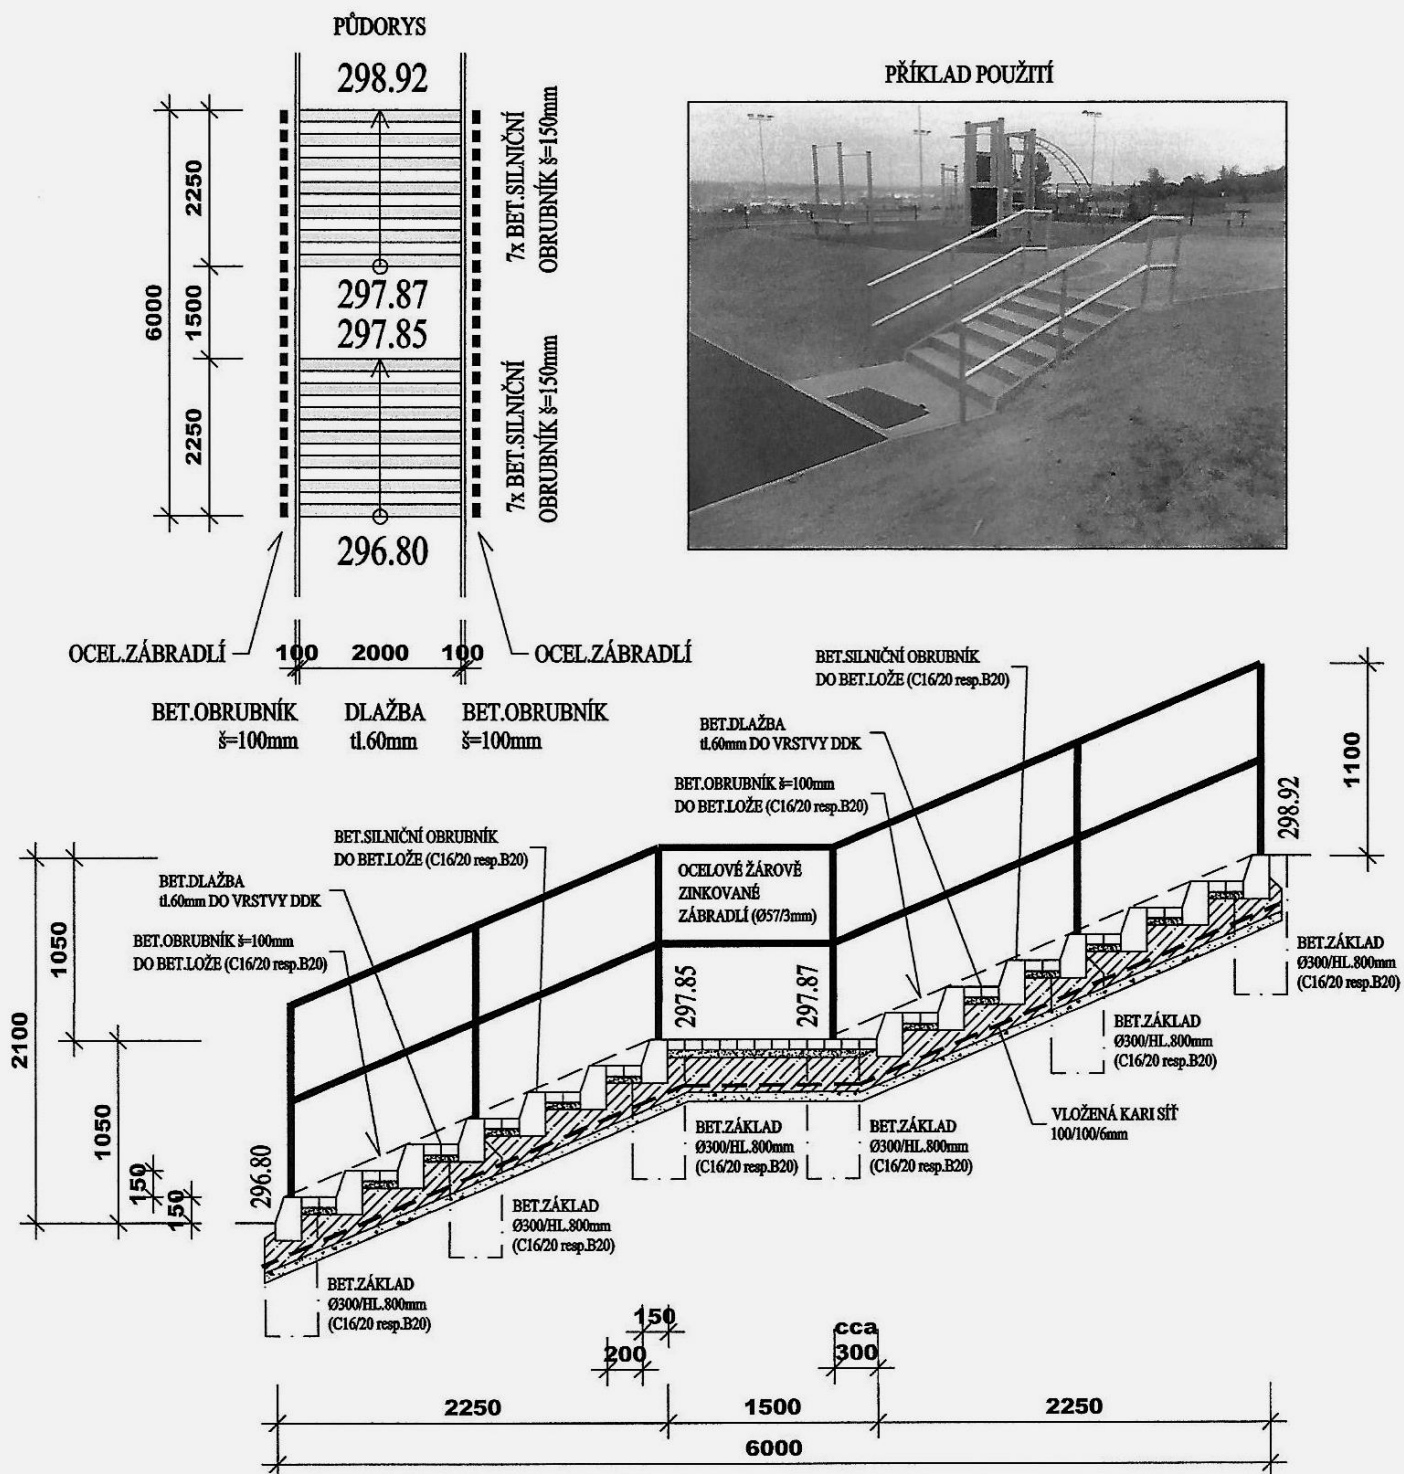 PŮDORYS
298.92
2250
6000
1500
2250
7x BET.SILNIČNÍ
OBRUBNÍK š=150mm
297.87
297.85
7x BET.SILNIČNÍ
OBRUBNÍK š=150mm
296.80
OCEL.ZÁBRADLÍ
100
2000
100
OCEL.ZÁBRADLÍ
BET.OBRUBNÍK
š=100mm
DLAŽBA
tl.60mm
BET.OBRUBNÍK
š=100mm
PŘÍKLAD POUŽITÍ
BET.SILNIČNÍ OBRUBNÍK
DO BET.LOŽE (C16/20 resp.B20)
BET.DLAŽBA
tl.60mm DO VRSTVY DDK
BET.OBRUBNÍK š=100mm
DO BET.LOŽE (C16/20 resp.B20)
1100
298.92
BET.SILNIČNÍ OBRUBNÍK
DO BET.LOŽE (C16/20 resp.B20)
BET.DLAŽBA
tl.60mm DO VRSTVY DDK
BET.OBRUBNÍK š=100mm
DO BET.LOŽE (C16/20 resp.B20)
OCELOVÉ ŽÁROVĚ
ZINKOVANÉ
ZÁBRADLÍ (Ø57/3mm)
297.85
297.87
2100
1050
1050
150
150
296.80
BET.ZÁKLAD
Ø300/HL.800mm
(C16/20 resp.B20)
BET.ZÁKLAD
Ø300/HL.800mm
(C16/20 resp.B20)
VLOŽENÁ KARI SÍŤ
100/100/6mm
BET.ZÁKLAD
Ø300/HL.800mm
(C16/20 resp.B20)
BET.ZÁKLAD
Ø300/HL.800mm
(C16/20 resp.B20)
BET.ZÁKLAD
Ø300/HL.800mm
(C16/20 resp.B20)
BET.ZÁKLAD
Ø300/HL.800mm
(C16/20 resp.B20)
150
200
cca
300
2250
1500
2250
6000